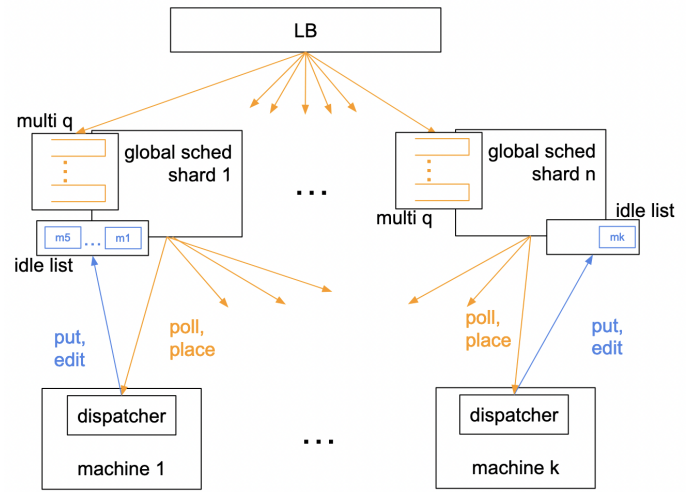 LB
multi q
global sched
shard 1
...
global sched
shard n
multi q
idle list
m5
...
m1
idle list
mk
poll,
place
put,
edit
poll,
place
put,
edit
dispatcher
machine 1
...
dispatcher
machine k